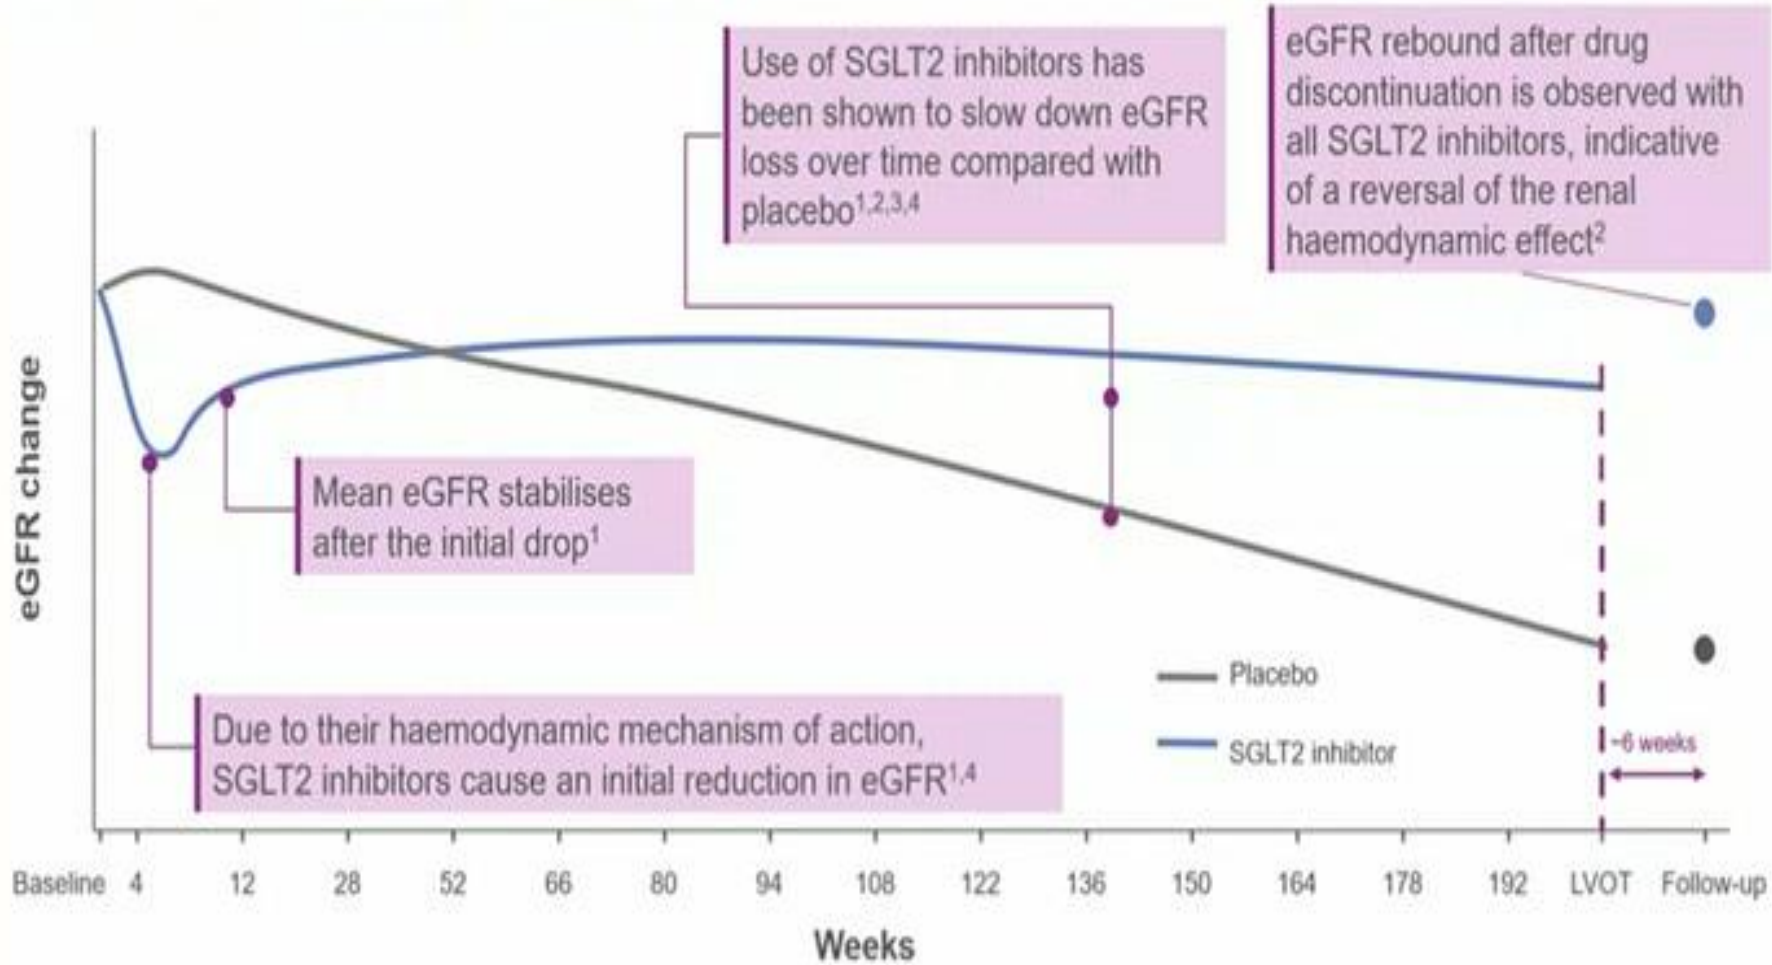 Use of SGLT2 inhibitors has
been shown to slow down eGFR
loss over time compared with
placebo1,2,3,4
eGFR rebound after drug
discontinuation is observed with
all SGLT2 inhibitors, indicative
of a reversal of the renal
haemodynamic effect2
eGFR change
Mean eGFR stabilises
after the initial drop1
Due to their haemodynamic mechanism of action,
SGLT2 inhibitors cause an initial reduction in eGFR1,4
Placebo
SGLT2 inhibitor
~6 weeks
Baseline 4 12 28 52 66 80 94 108 122 136 150 164 178 192 LVOT Follow-up
Weeks